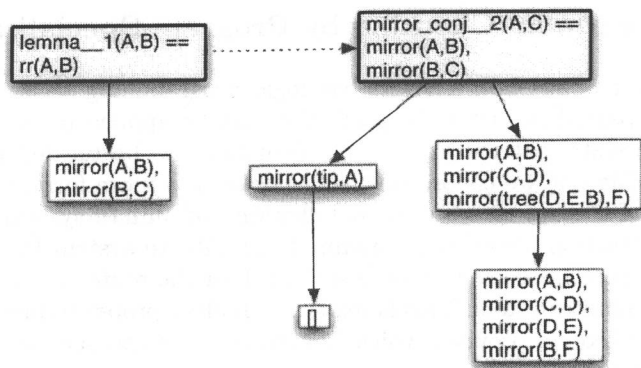 lemma__1(A,B) ==
rr(A,B)
mirror_conj__2(A,C) ==
mirror(A,B),
mirror(B,C)
mirror(A,B),
mirror(B,C)
mirror(tip,A)
mirror(A,B),
mirror(C,D),
mirror(tree(D,E,B),F)
[]
mirror(A,B),
mirror(C,D),
mirror(D,E),
mirror(B,F)